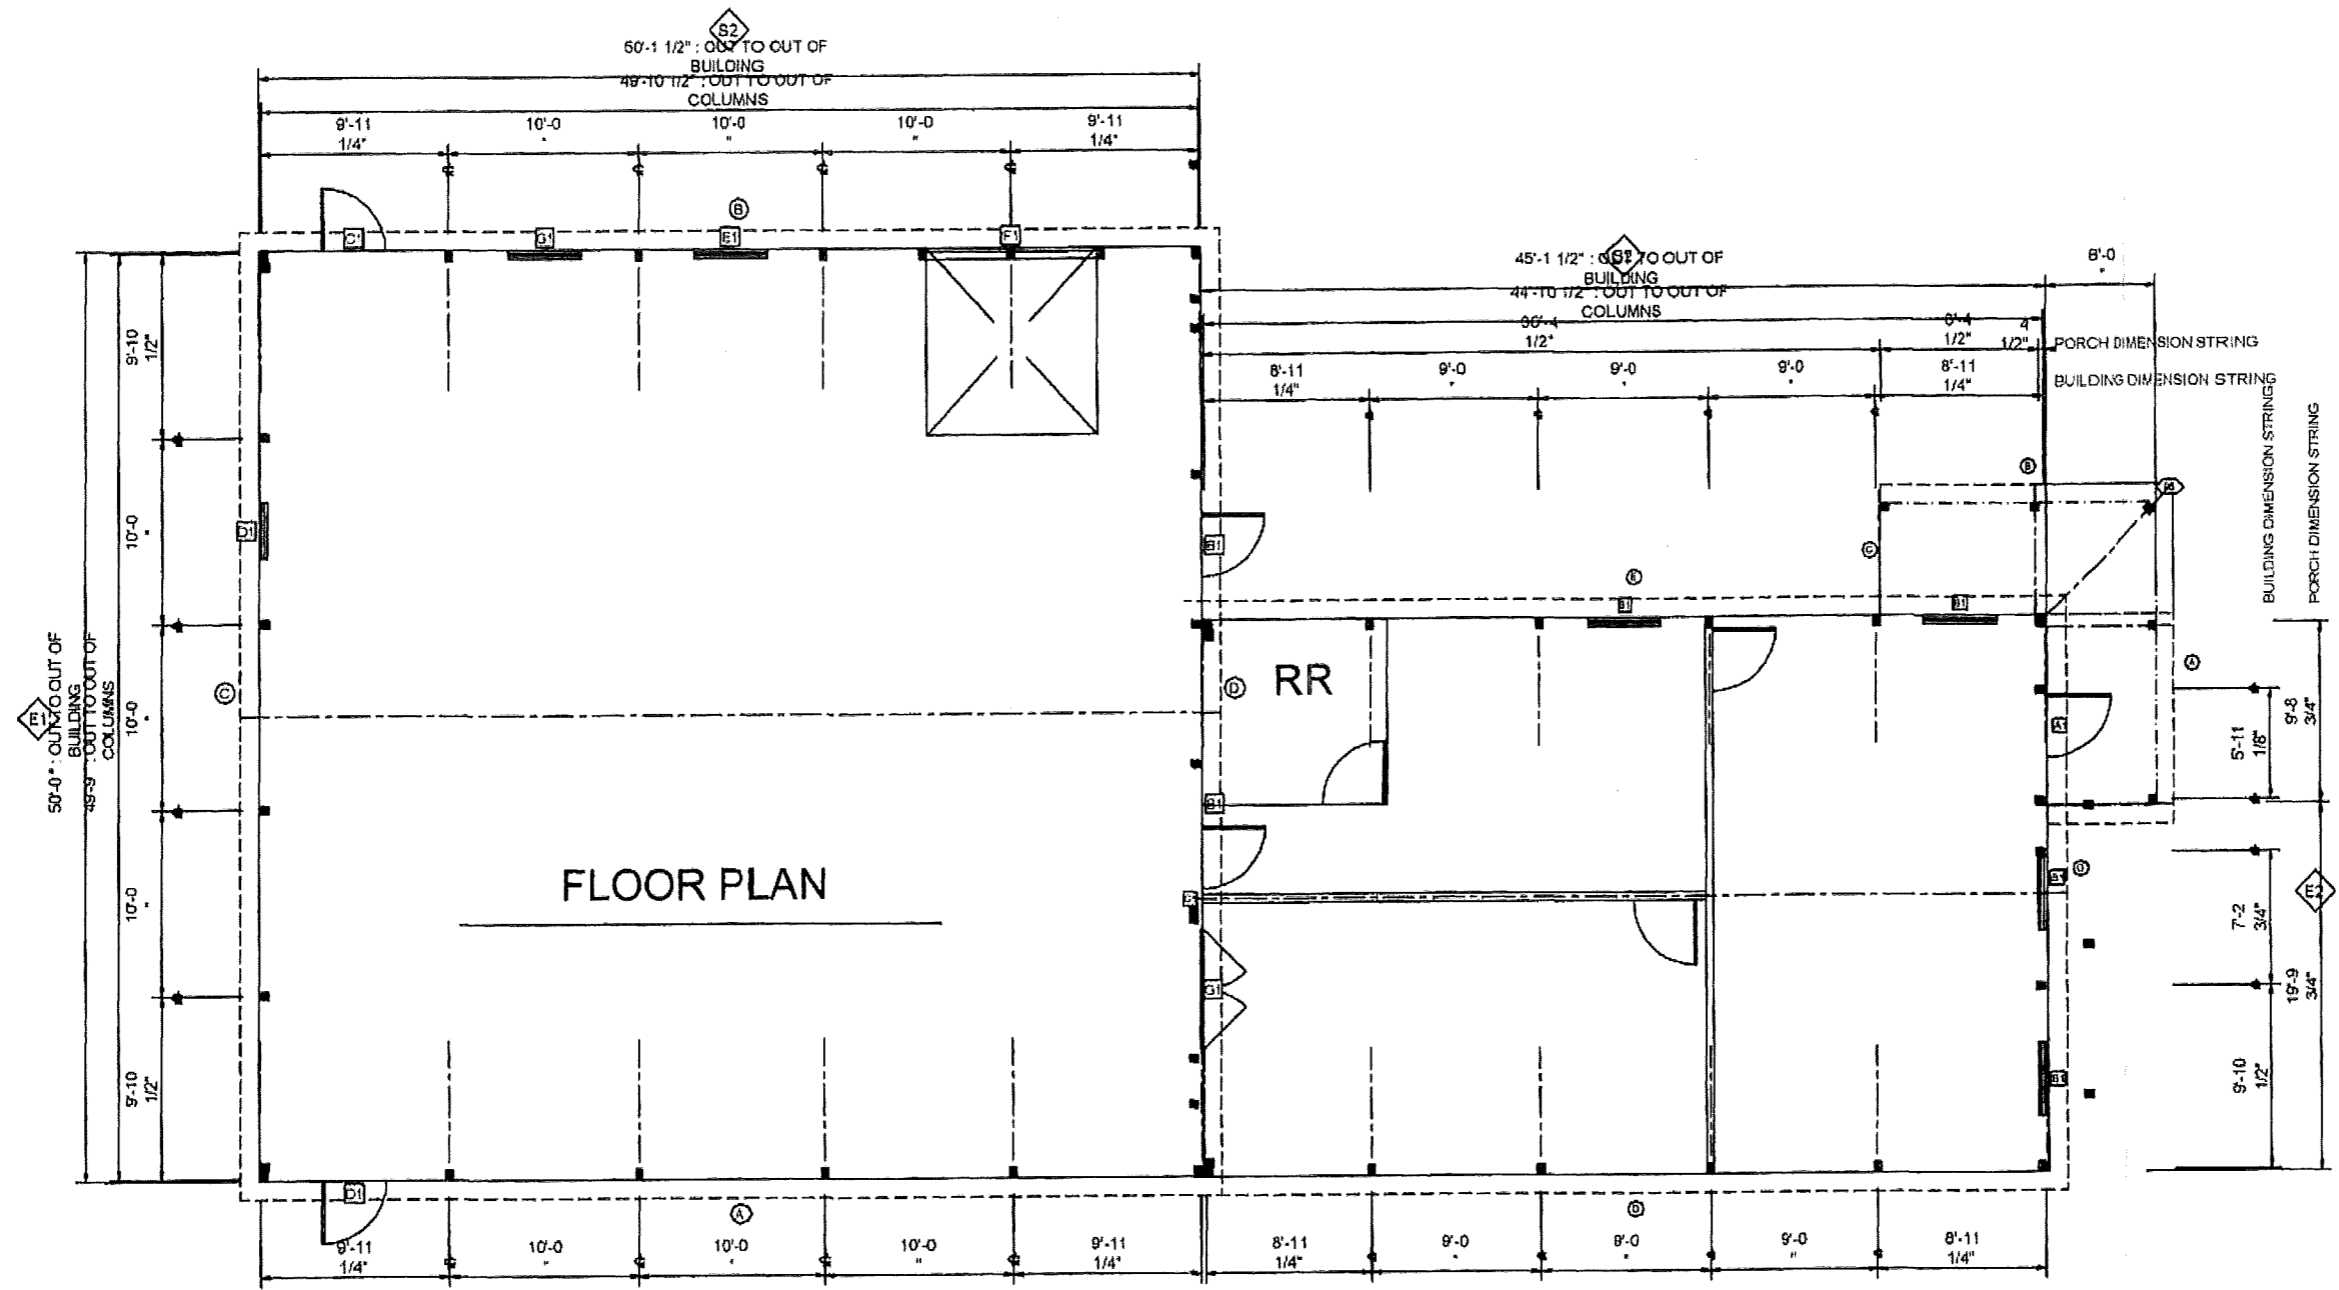 S2
50'-1 1/2" : OUT TO OUT OF
BUILDING
49'-10 1/2" : OUT TO OUT OF
COLUMNS
9'-11
1/4"
10'-0
"
10'-0
"
10'-0
"
9'-11
1/4"
B
C1
G1
E1
F1
S2
45'-1 1/2" : OUT TO OUT OF
BUILDING
44'-10 1/2" : OUT TO OUT OF
COLUMNS
8'-0
"
36'-4
1/2"
8'-4
1/2"
4
1/2"
PORCH DIMENSION STRING
8'-11
1/4"
9'-0
"
9'-0
"
9'-0
"
8'-11
1/4"
BUILDING DIMENSION STRING
BUILDING DIMENSION STRING
PORCH DIMENSION STRING
9'-10
1/2"
10'-0
"
10'-0
"
10'-0
"
9'-10
1/2"
E1
50'-0" : OUT TO OUT OF
BUILDING
49'-9" : OUT TO OUT OF
COLUMNS
D1
C
B
C
B1
E
B1
B1
D
RR
A
A1
9'-8
3/4"
5'-11
1/8"
B1
FLOOR PLAN
B1
E2
7'-2
3/4"
19'-9
3/4"
G1
B1
9'-10
1/2"
D1
A
D
9'-11
1/4"
10'-0
"
10'-0
"
10'-0
"
9'-11
1/4"
8'-11
1/4"
9'-0
"
9'-0
"
9'-0
"
8'-11
1/4"